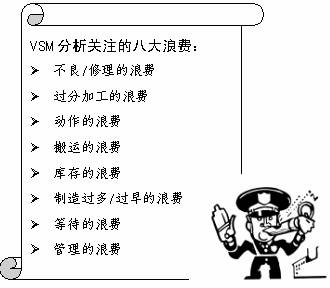 VSM 分析关注的八大浪费：
➢ 不良/修理的浪费
➢ 过分加工的浪费
➢ 动作的浪费
➢ 搬运的浪费
➢ 库存的浪费
➢ 制造过多/过早的浪费
➢ 等待的浪费
➢ 管理的浪费